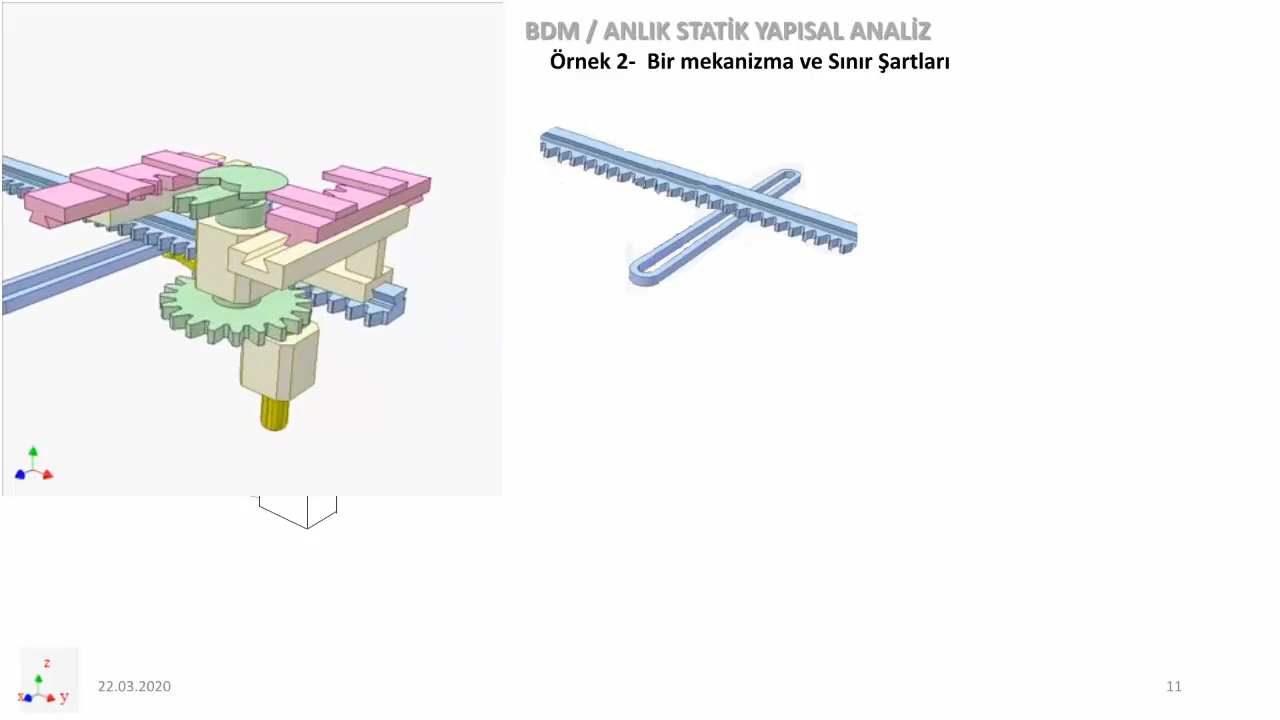 BDM / ANLIK STATİK YAPISAL ANALİZ
Örnek 2- Bir mekanizma ve Sınır Şartları
z
x
y
22.03.2020
11